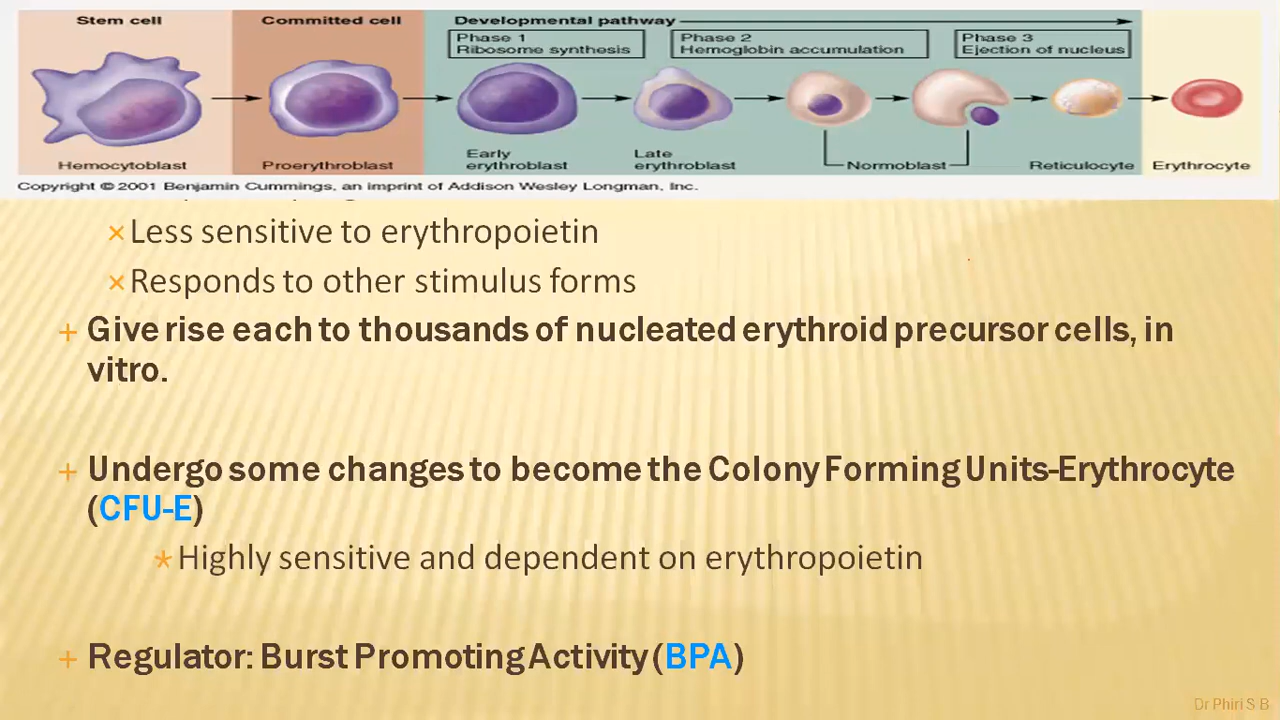 Stem cell
Committed cell
Developmental pathway
Phase 1
Ribosome synthesis
Phase 2
Hemoglobin accumulation
Phase 3
Ejection of nucleus
Hemocytoblast
Proerythroblast
Early
erythroblast
Late
erythroblast
Normoblast
Reticulocyte
Erythrocyte
Copyright © 2001 Benjamin Cummings, an imprint of Addison Wesley Longman, Inc.
Less sensitive to erythropoietin
Responds to other stimulus forms
Give rise each to thousands of nucleated erythroid precursor cells, in
vitro.
Undergo some changes to become the Colony Forming Units-Erythrocyte
(CFU-E)
Highly sensitive and dependent on erythropoietin
Regulator: Burst Promoting Activity (BPA)
Dr Phiri S B